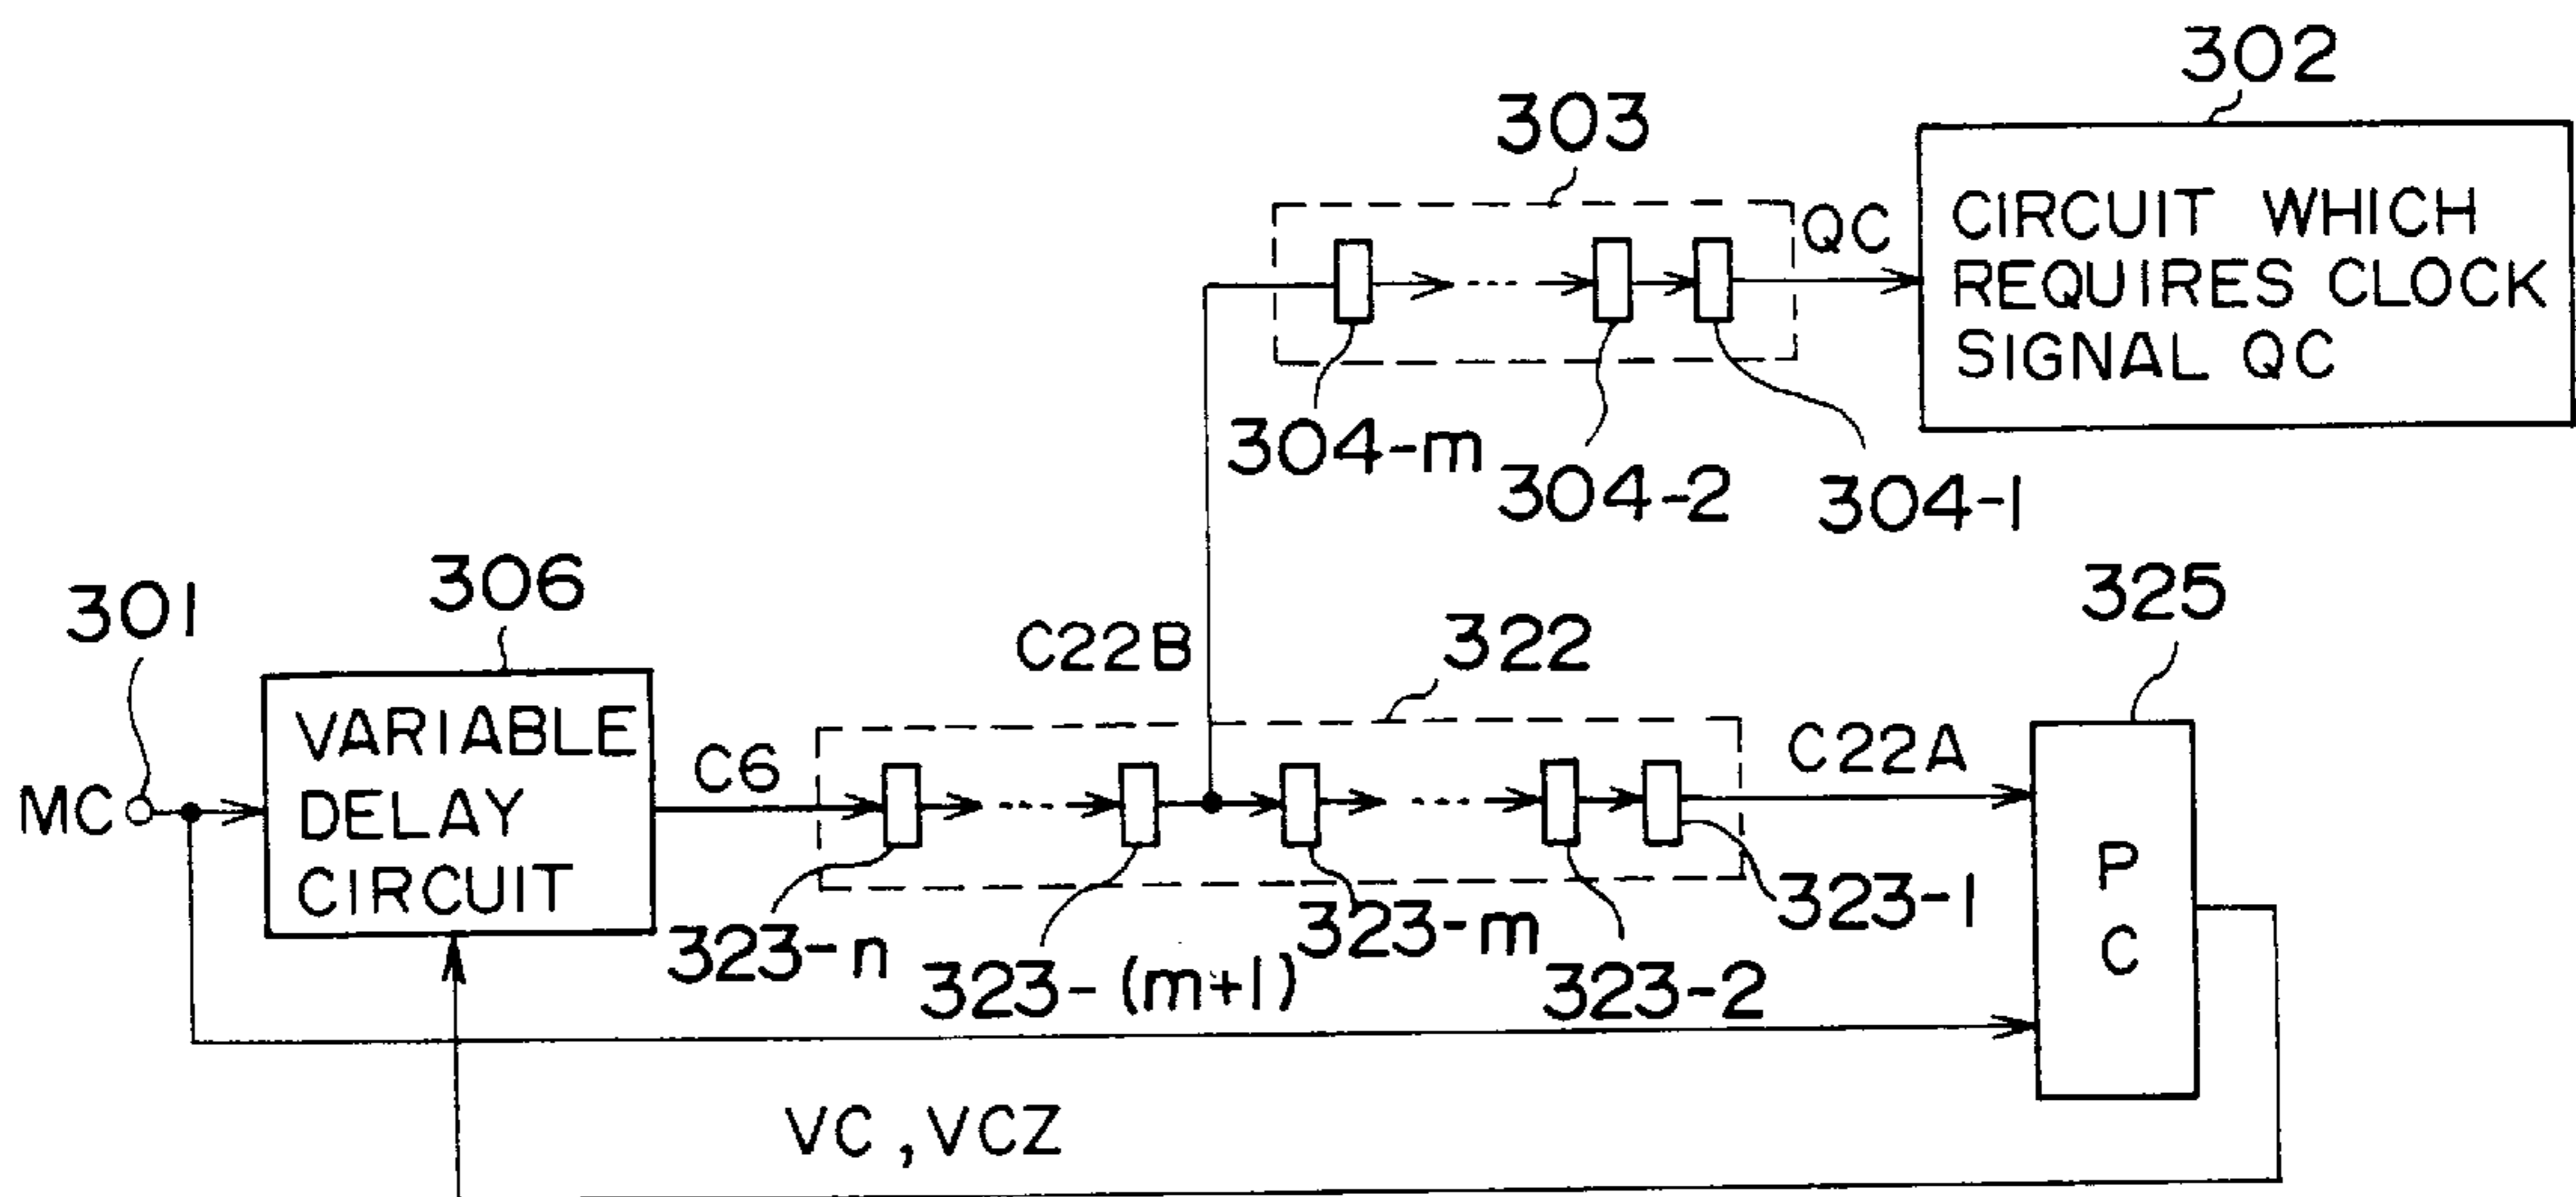 302
303
QC
CIRCUIT WHICH
REQUIRES CLOCK
SIGNAL QC
304-m
304-2
304-1
301
306
C22B
322
325
MC
VARIABLE
DELAY
CIRCUIT
C6
C22A
P
C
323-n
323-(m+1)
323-m
323-2
323-1
VC,VCZ